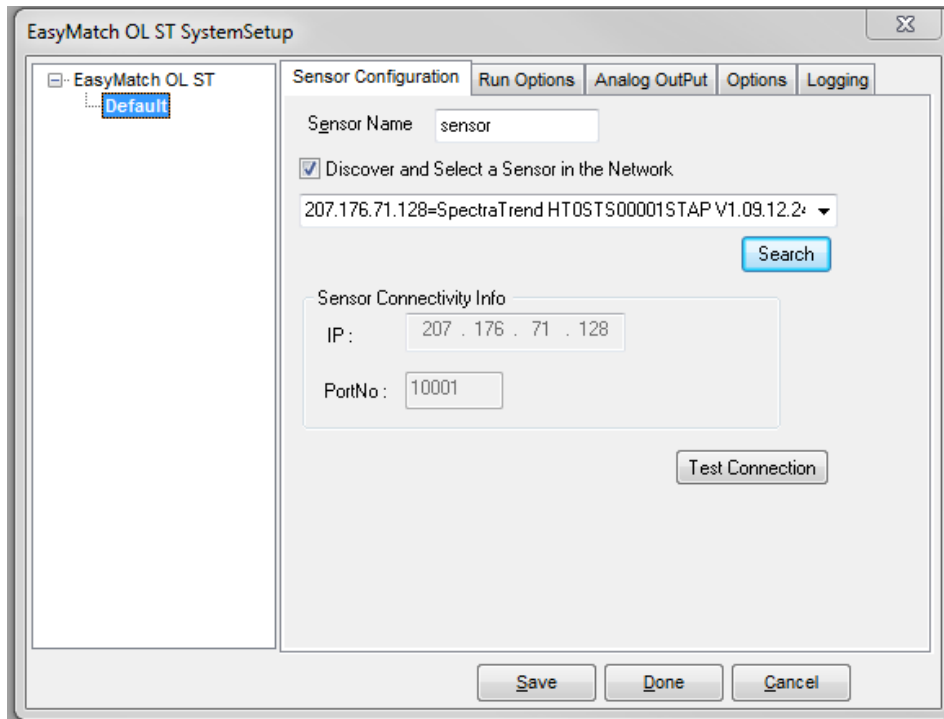 EasyMatch OL ST SystemSetup
EasyMatch OL ST
Default
Sensor Configuration
Run Options
Analog OutPut
Options
Logging
Sensor Name
sensor
Discover and Select a Sensor in the Network
207.176.71.128=SpectraTrend HT0STS00001STAP V1.09.12.24
Search
Sensor Connectivity Info
IP :
207 . 176 . 71 . 128
PortNo :
10001
Test Connection
Save
Done
Cancel